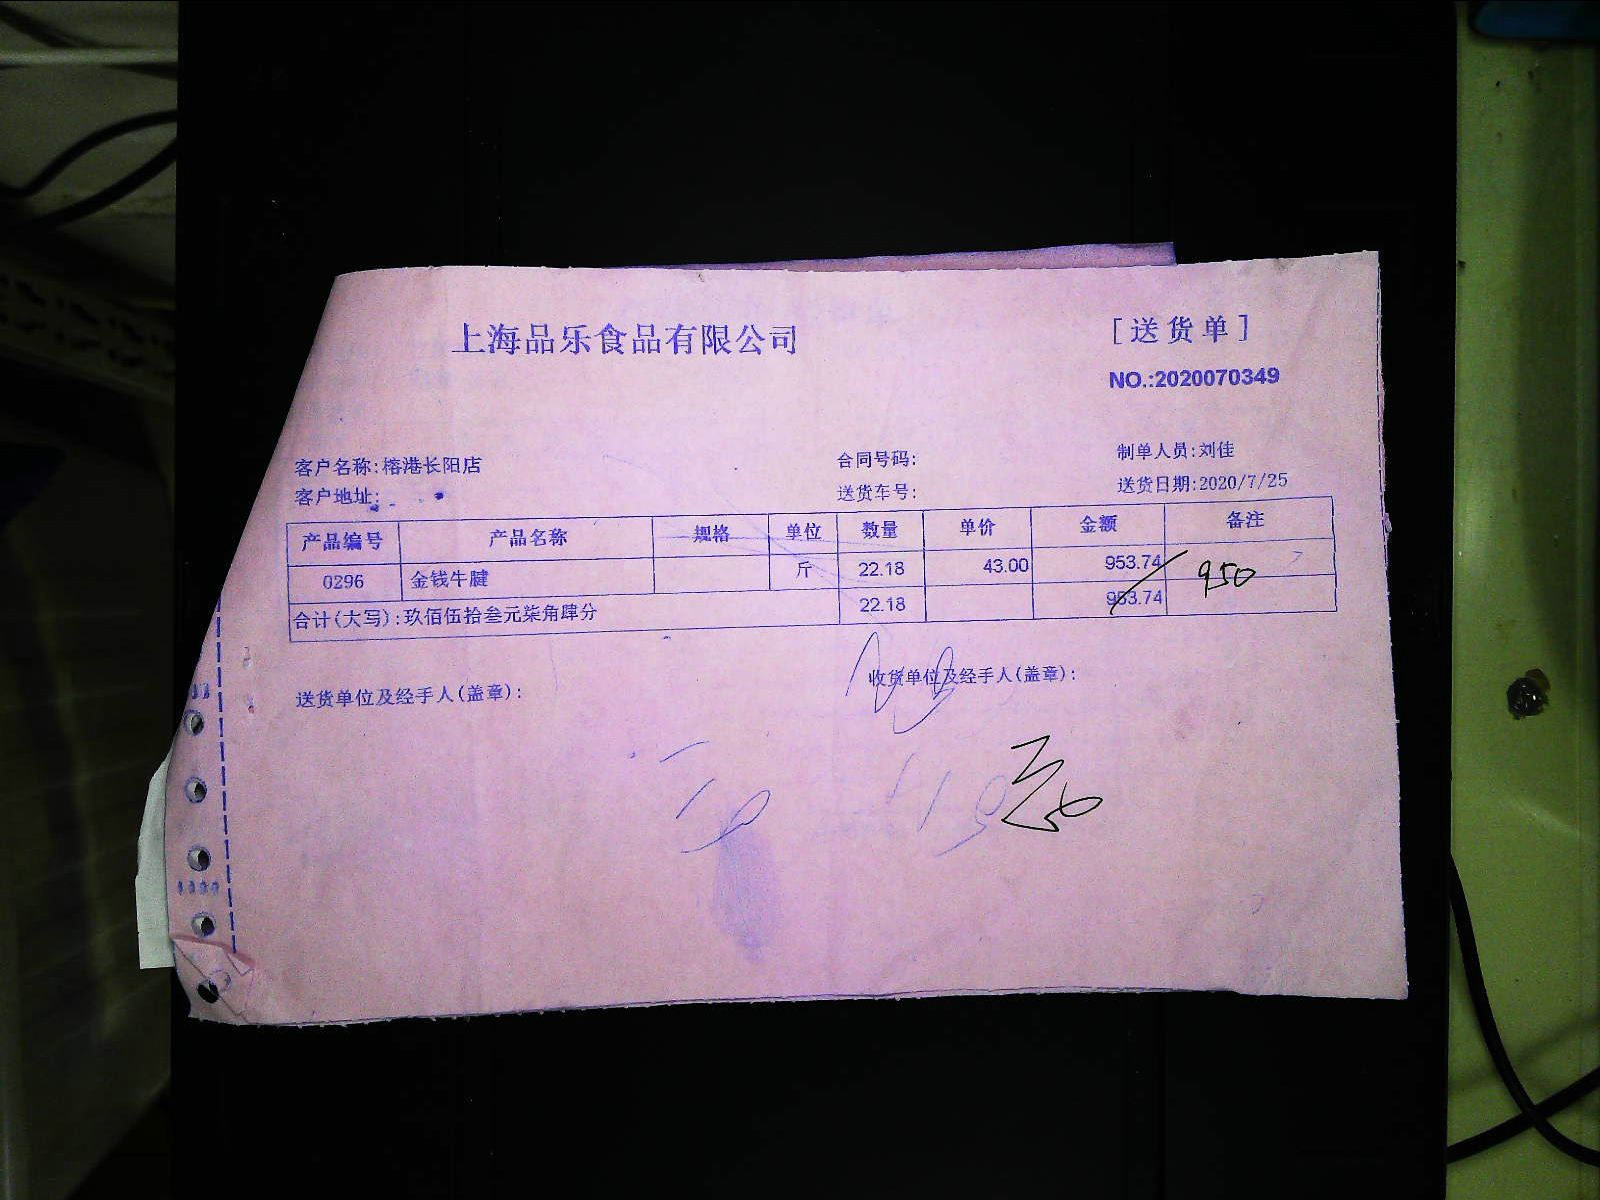 上海品乐食品有限公司
[送货单]
NO.:2020070349
客户名称:榕港长阳店 合同号码: 制单人员:刘佳
客户地址: 送货车号: 送货日期:2020/7/25
产品编号 产品名称 规格 单位 数量 单价 金额 备注
0296 金钱牛腱 斤 22.18 43.00 953.74 950
合计(大写):玖佰伍拾叁元柒角肆分 22.18 953.74
送货单位及经手人(盖章): 收货单位及经手人(盖章):